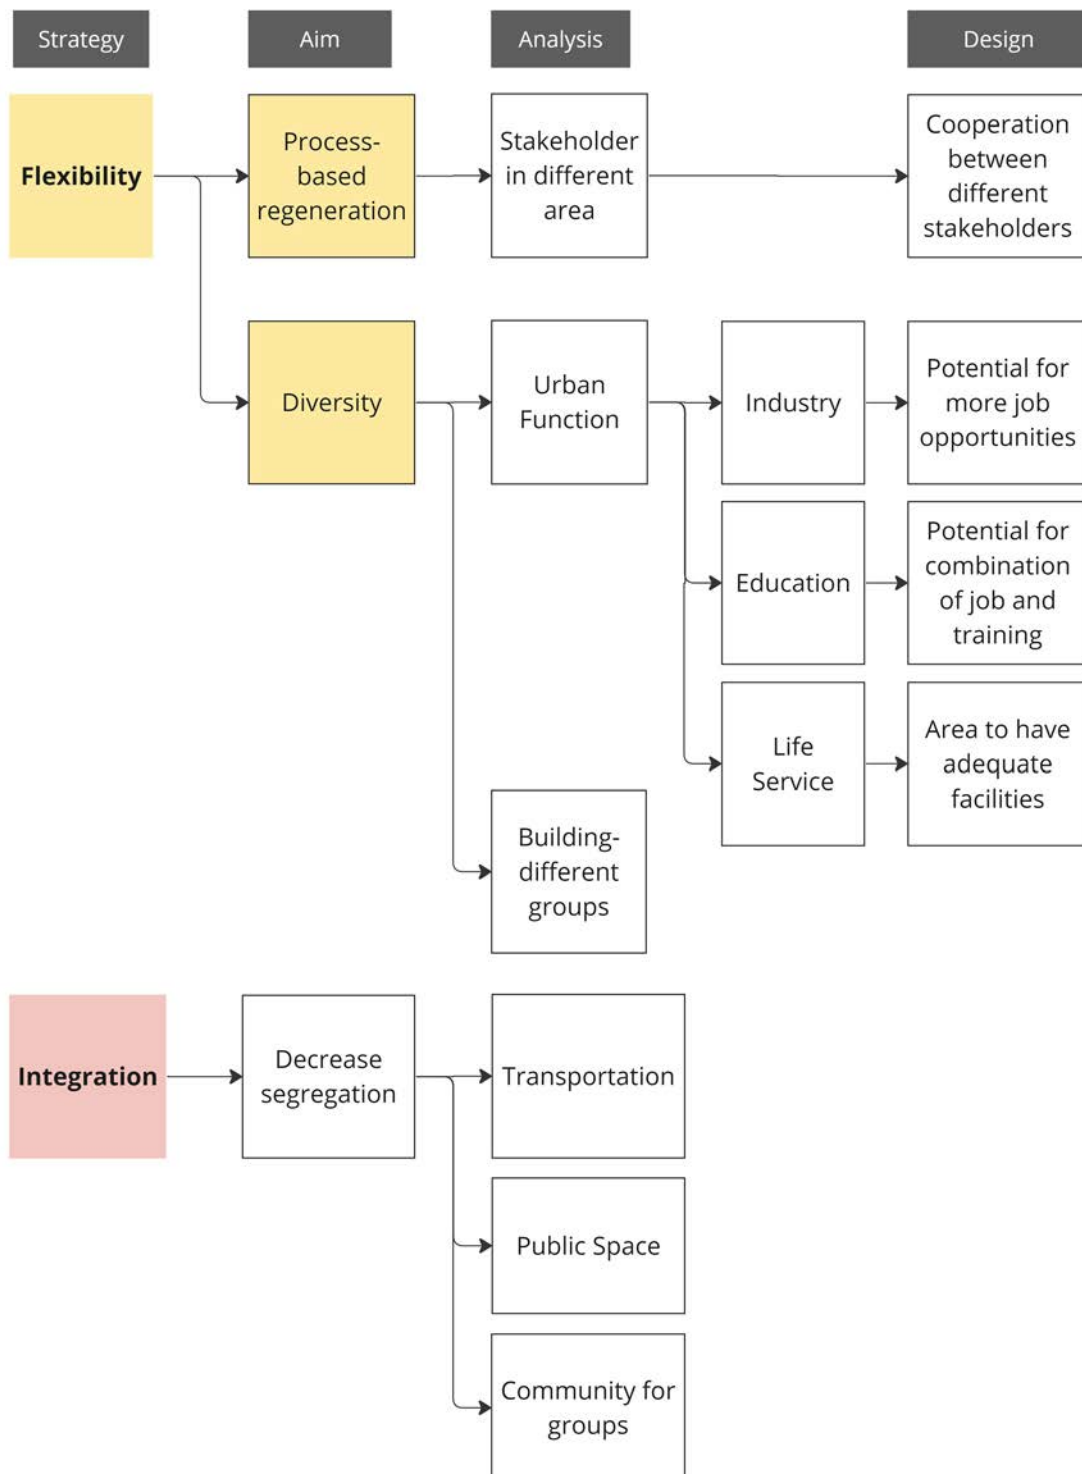 Strategy
Aim
Analysis
Design
Flexibility
Process-
based
regeneration
Stakeholder
in different
area
Cooperation
between
different
stakeholders
Diversity
Urban
Function
Industry
Potential for
more job
opportunities
Education
Potential for
combination
of job and
training
Life
Service
Area to have
adequate
facilities
Building-
different
groups
Integration
Decrease
segregation
Transportation
Public Space
Community for
groups